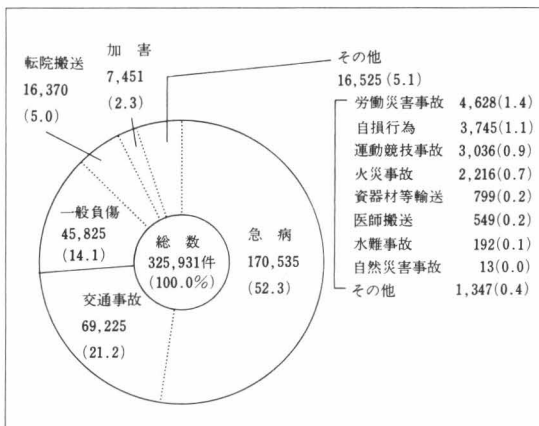 転院搬送
16,370
(5.0)
加害
7,451
(2.3)
その他
16,525(5.1)
労働災害事故 4,628(1.4)
自損行為 3,745(1.1)
運動競技事故 3,036(0.9)
火災事故 2,216(0.7)
資器材等輸送 799(0.2)
医師搬送 549(0.2)
水難事故 192(0.1)
自然災害事故 13(0.0)
その他 1,347(0.4)
一般負傷
45,825
(14.1)
総数
325,931件
(100.0%)
急病
170,535
(52.3)
交通事故
69,225
(21.2)